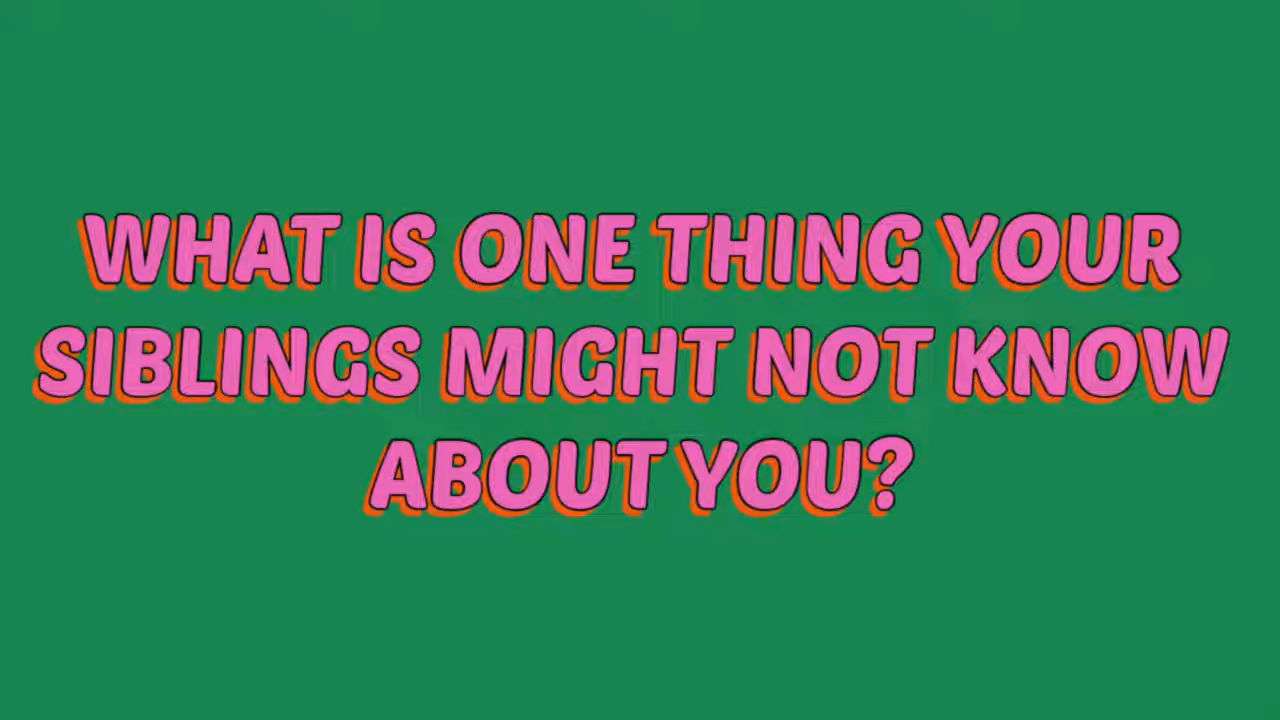 WHAT IS ONE THING YOUR
SIBLINGS MIGHT NOT KNOW
ABOUT YOU?